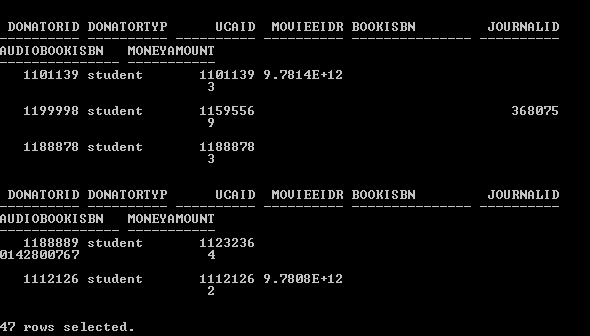 DONATORID DONATORTYP UCAID MOVIEEIDR BOOKISBN JOURNALID
AUDIOBOOKISBN MONEYAMOUNT
1101139 student 1101139 9.7814E+12
3
1199998 student 1159556 368075
9
1188878 student 1188878
3
DONATORID DONATORTYP UCAID MOVIEEIDR BOOKISBN JOURNALID
AUDIOBOOKISBN MONEYAMOUNT
1188889 student 1123236
0142800767 4
1112126 student 1112126 9.7808E+12
2
47 rows selected.